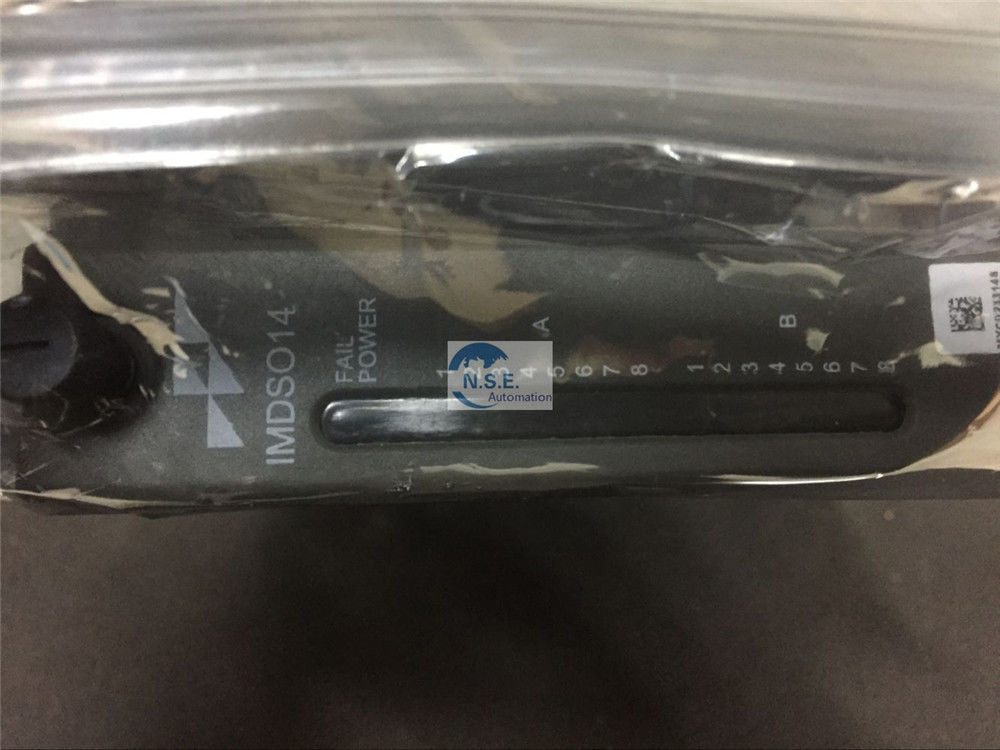 IMDSO14
FAIL
POWER
A
1 2 3 4 5 6 7 8
B
1 2 3 4 5 6 7 8
N.S.E.
Automation